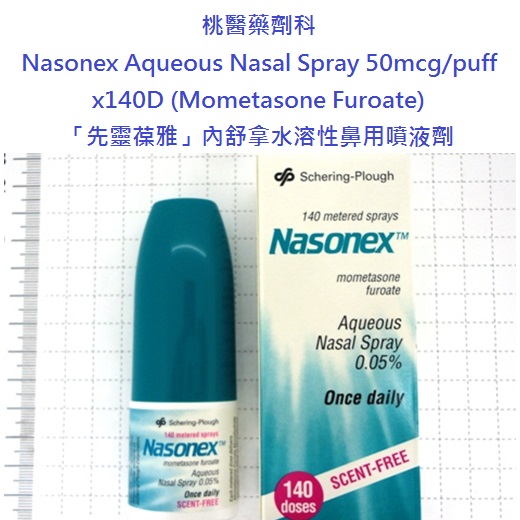 桃醫藥劑科
Nasonex Aqueous Nasal Spray 50mcg/puff
x140D (Mometasone Furoate)
「先靈葆雅」內舒拿水溶性鼻用噴液劑
Schering-Plough
140 metered sprays
Nasonex™
mometasone
furoate
Aqueous
Nasal Spray
0.05%
Once daily
SCENT-FREE
140
doses
Schering-Plough
140 metered sprays
Nasonex™
mometasone furoate
Aqueous
Nasal Spray 0.05%
Once daily
SCENT-FREE